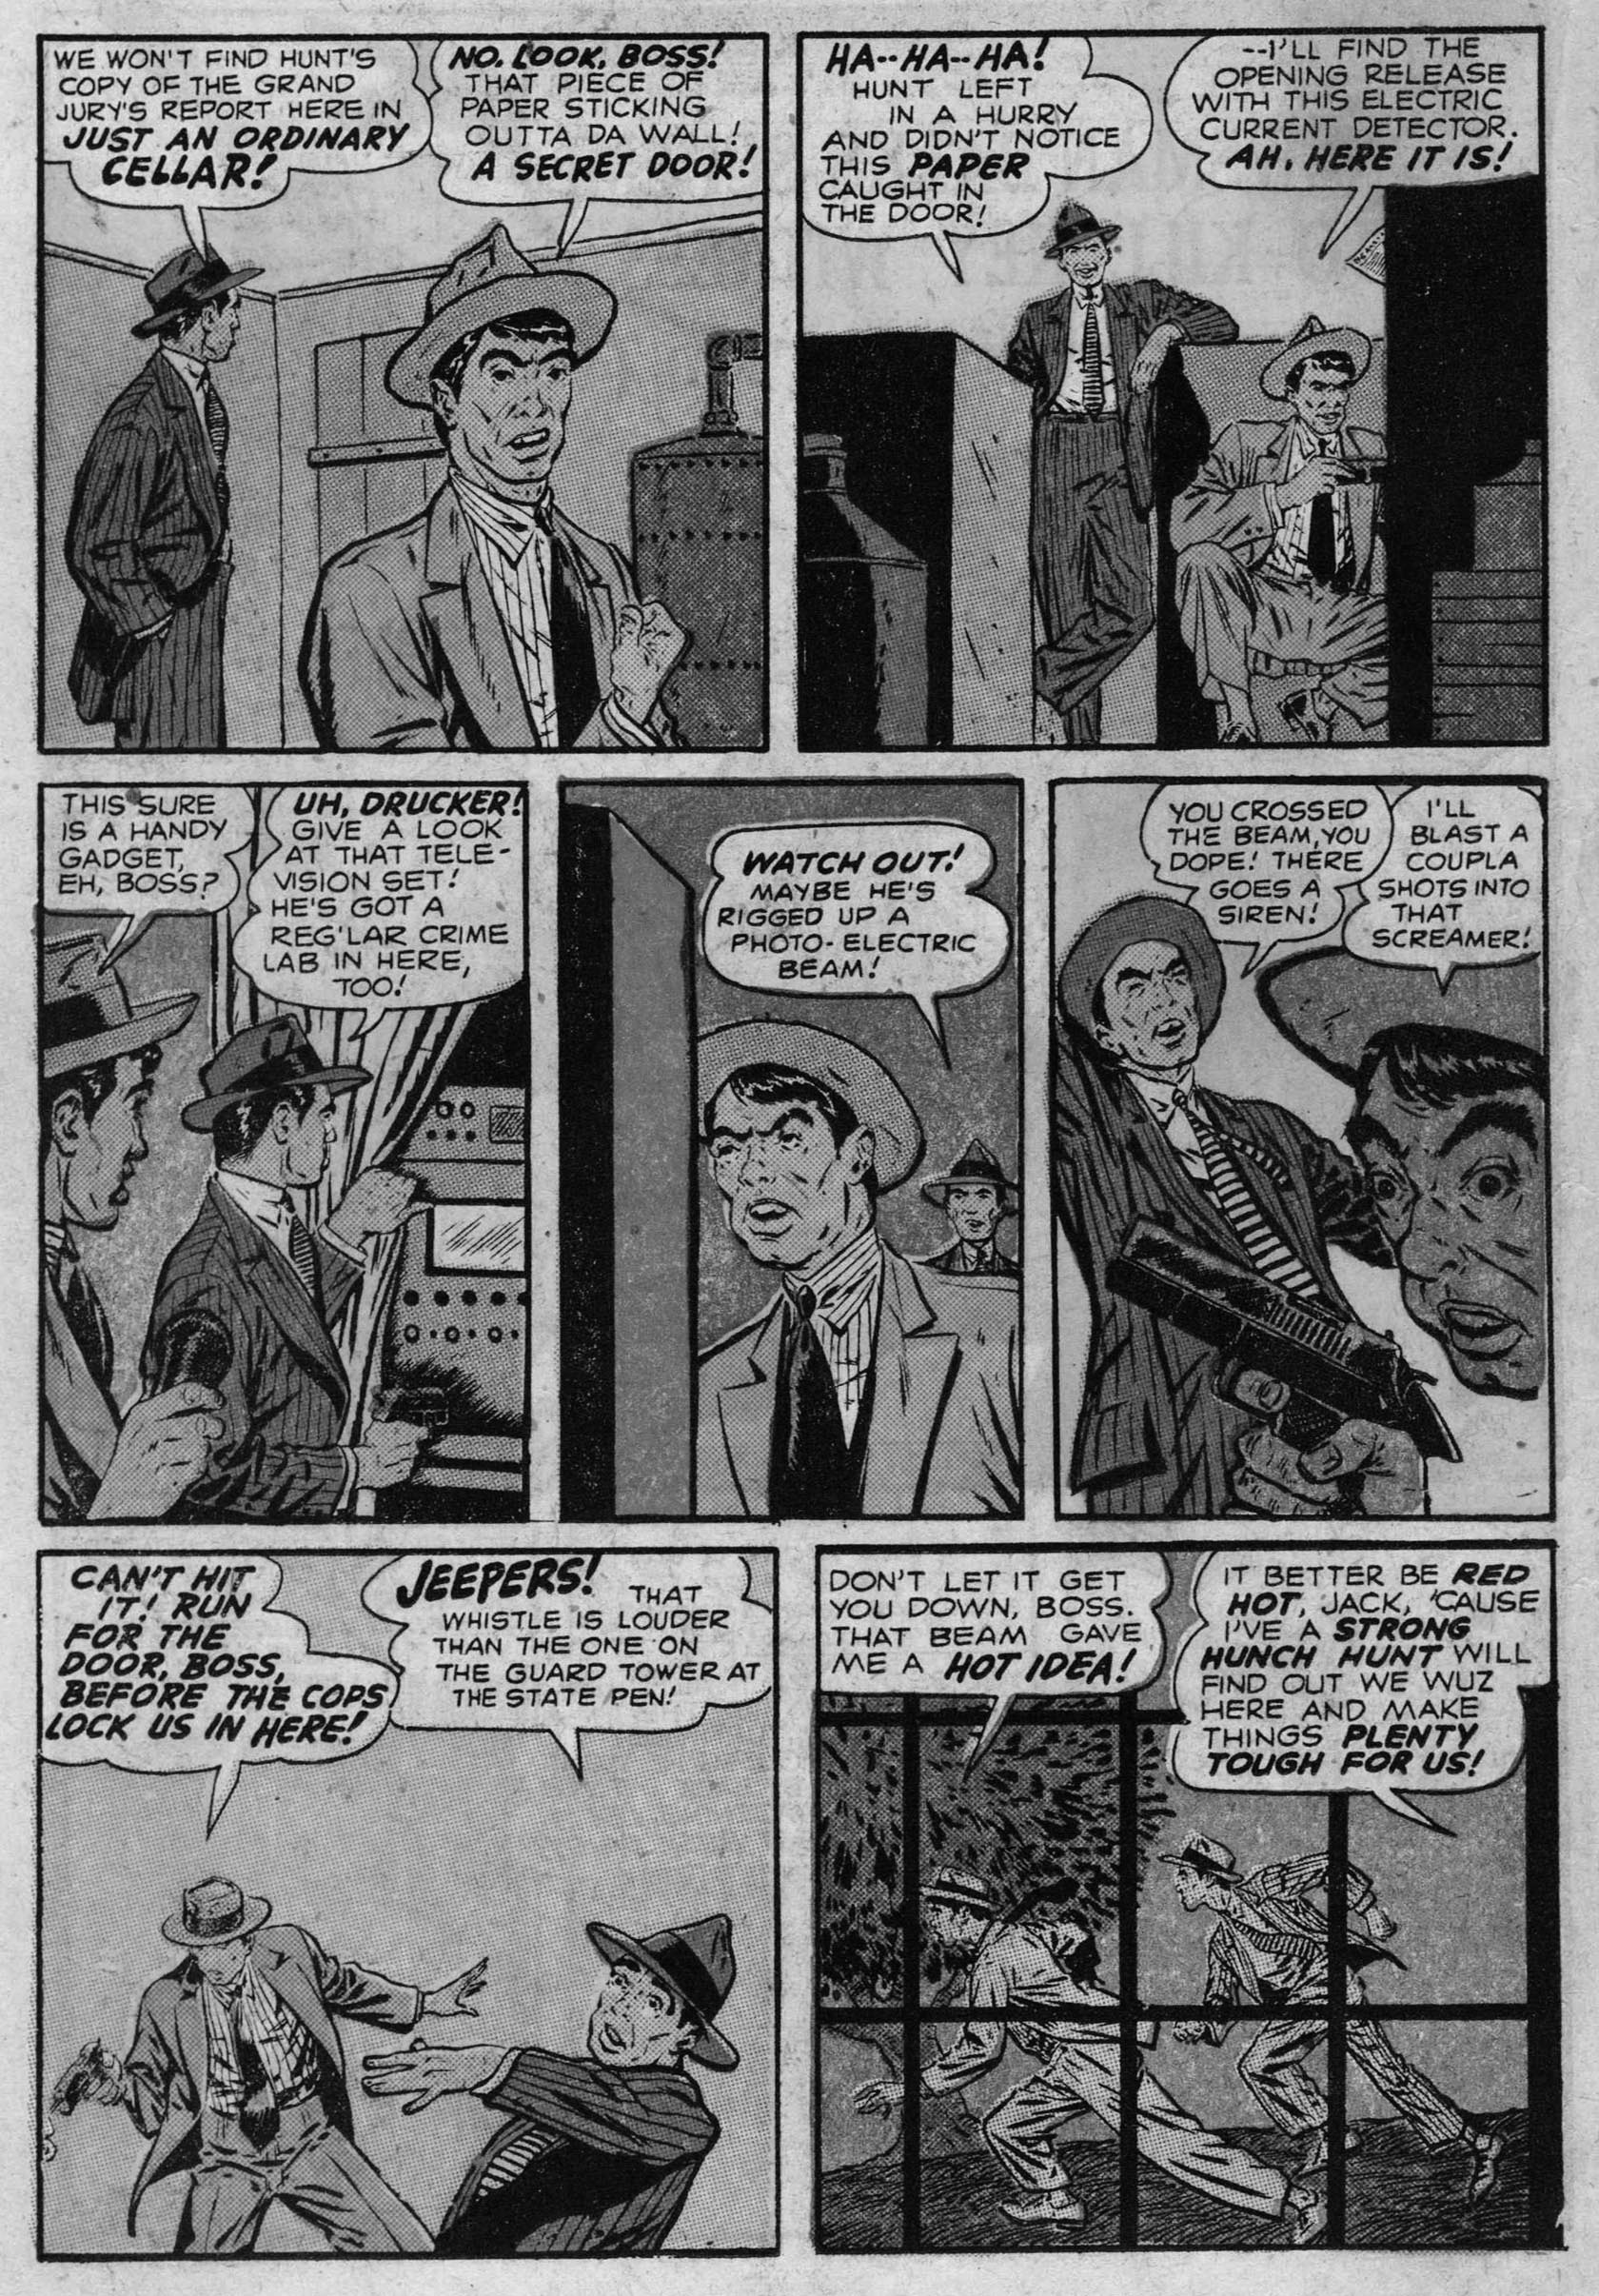 WE WON'T FIND HUNT'S
COPY OF THE GRAND
JURY'S REPORT HERE IN
JUST AN ORDINARY
CELLAR!
NO. LOOK, BOSS!
THAT PIECE OF
PAPER STICKING
OUTTA DA WALL!
A SECRET DOOR!
HA--HA--HA!
HUNT LEFT
IN A HURRY
AND DIDN'T NOTICE
THIS PAPER
CAUGHT IN
THE DOOR!
--I'LL FIND THE
OPENING RELEASE
WITH THIS ELECTRIC
CURRENT DETECTOR.
AH, HERE IT IS!
THIS SURE
IS A HANDY
GADGET,
EH, BOSS?
UH, DRUCKER!
GIVE A LOOK
AT THAT TELE-
VISION SET!
HE'S GOT A
REG'LAR CRIME
LAB IN HERE,
TOO!
WATCH OUT!
MAYBE HE'S
RIGGED UP A
PHOTO-ELECTRIC
BEAM!
YOU CROSSED
THE BEAM, YOU
DOPE! THERE
GOES A
SIREN!
I'LL
BLAST A
COUPLA
SHOTS INTO
THAT
SCREAMER!
CAN'T HIT
IT! RUN
FOR THE
DOOR, BOSS,
BEFORE THE COPS
LOCK US IN HERE!
JEEPERS! THAT
WHISTLE IS LOUDER
THAN THE ONE ON
THE GUARD TOWER AT
THE STATE PEN!
DON'T LET IT GET
YOU DOWN, BOSS.
THAT BEAM GAVE
ME A HOT IDEA!
IT BETTER BE RED
HOT, JACK, 'CAUSE
I'VE A STRONG
HUNCH HUNT WILL
FIND OUT WE WUZ
HERE AND MAKE
THINGS PLENTY
TOUGH FOR US!